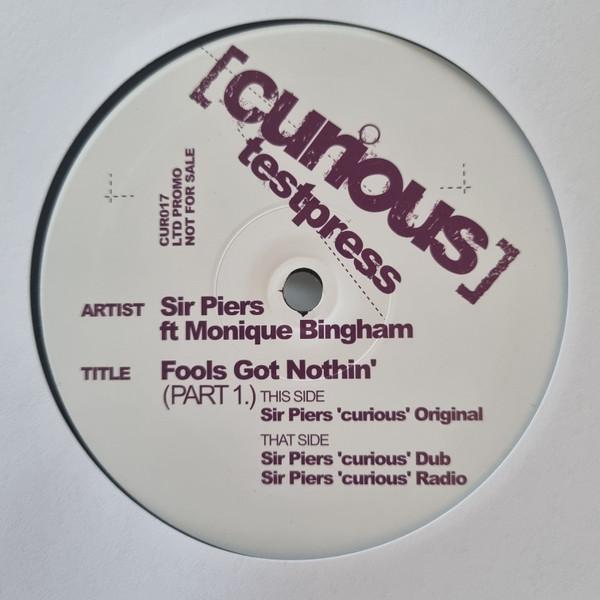 [curious]
testpress
CUR017
LTD PROMO
NOT FOR SALE
ARTIST Sir Piers
ft Monique Bingham
TITLE Fools Got Nothin'
(PART 1.) THIS SIDE
Sir Piers 'curious' Original
THAT SIDE
Sir Piers 'curious' Dub
Sir Piers 'curious' Radio